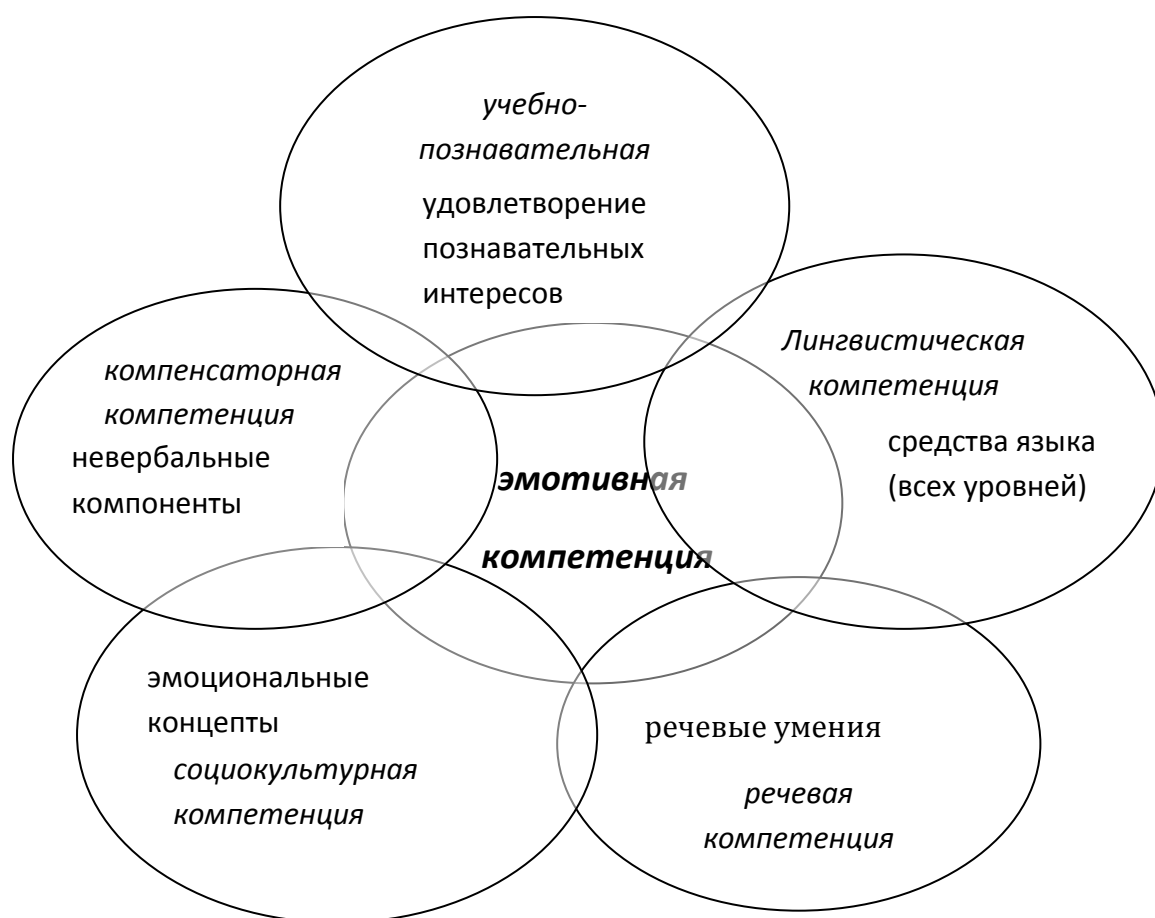 учебно-
познавательная
удовлетворение
познавательных
интересов
компенсаторная
компетенция
невербальные
компоненты
Лингвистическая
компетенция
средства языка
(всех уровней)
эмотивная
компетенция
эмоциональные
концепты
социокультурная
компетенция
речевые умения
речевая
компетенция